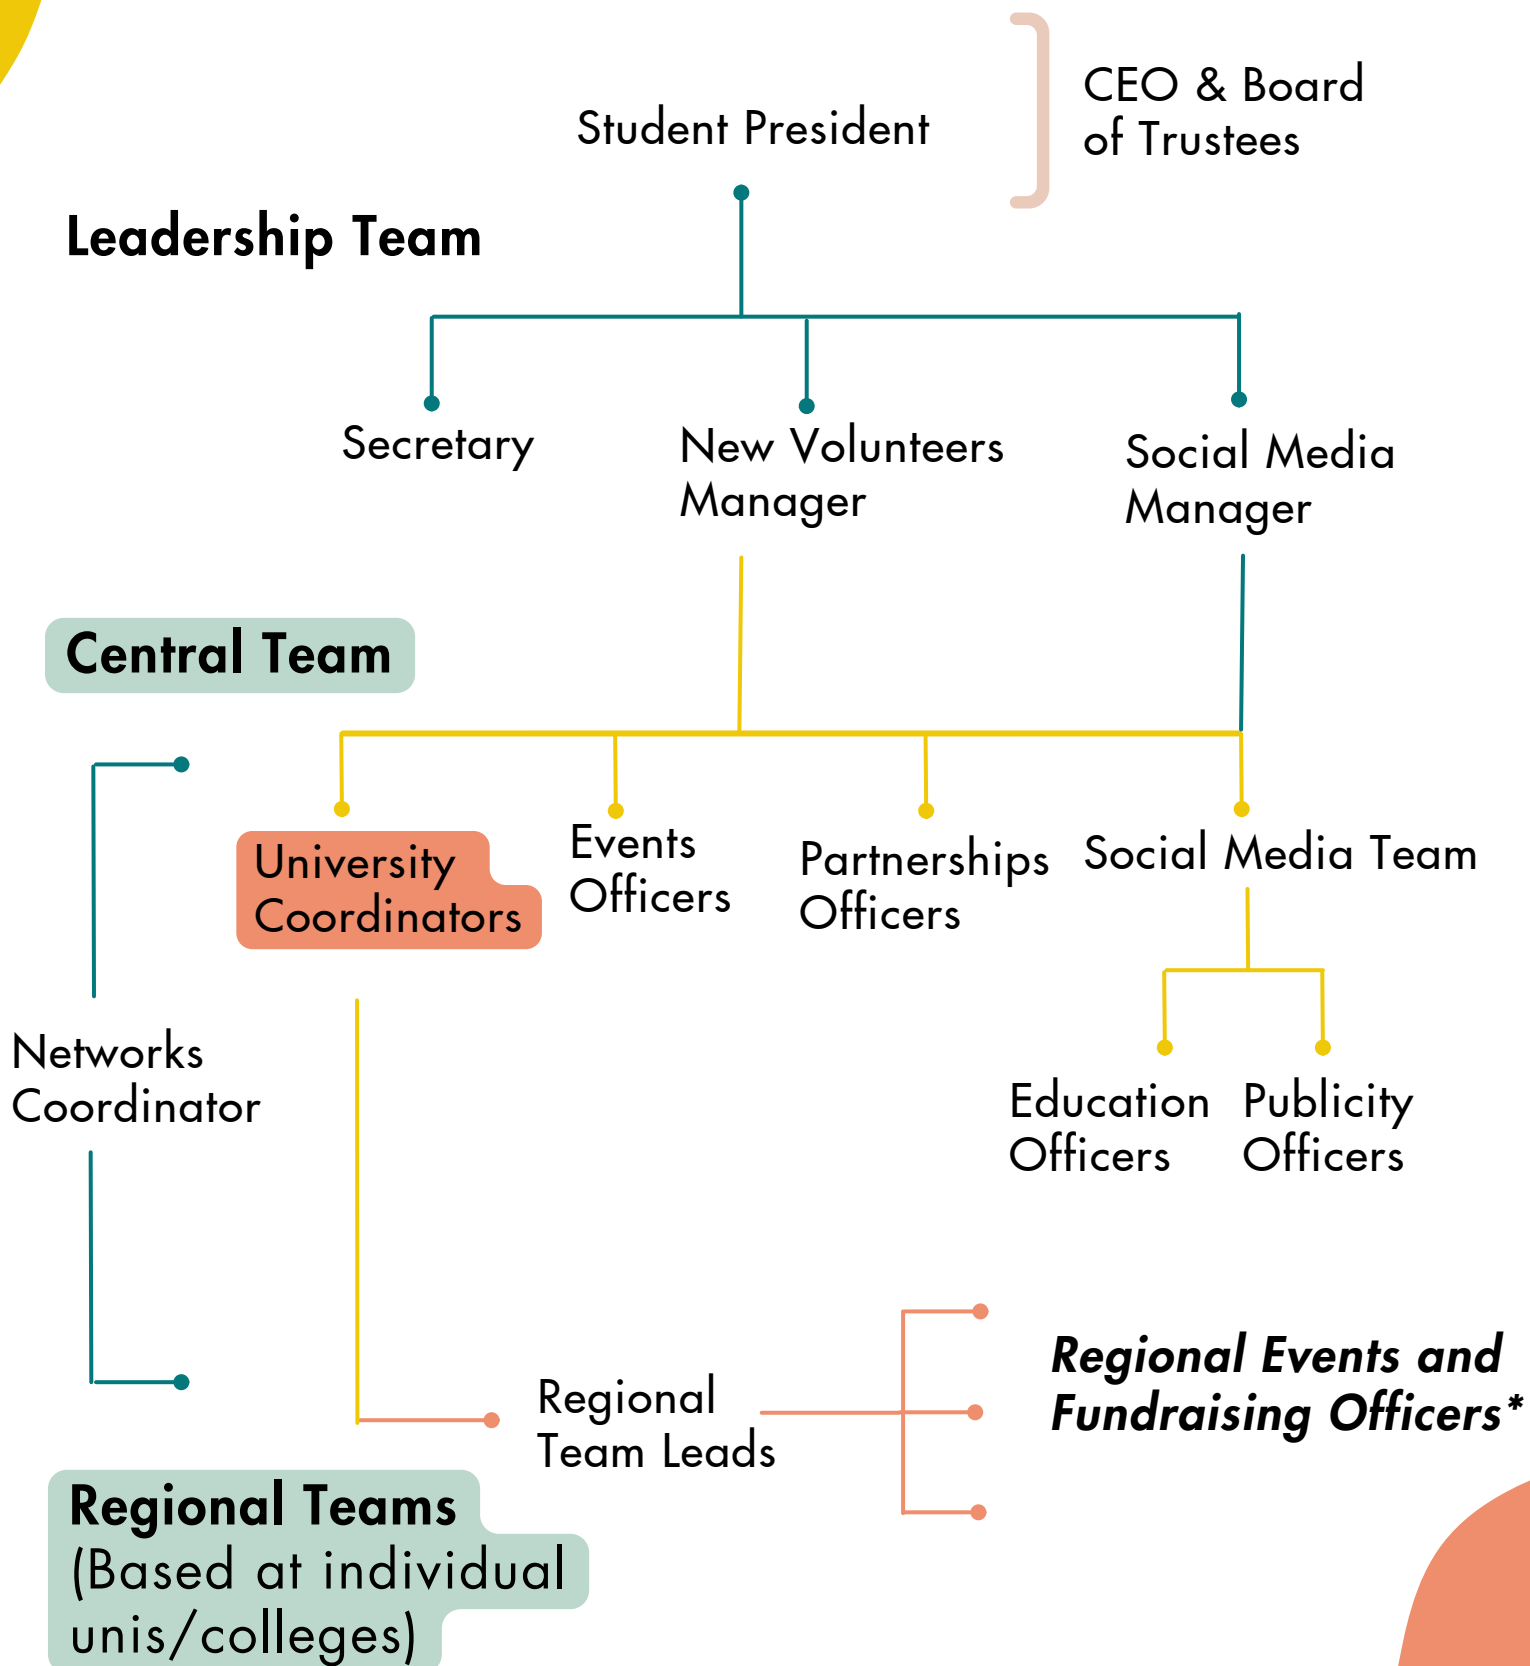 CEO & Board
of Trustees
Student President
Leadership Team
Secretary
New Volunteers
Manager
Social Media
Manager
Central Team
University
Coordinators
Events
Officers
Partnerships
Officers
Social Media Team
Networks
Coordinator
Education
Officers
Publicity
Officers
Regional
Team Leads
Regional Events and
Fundraising Officers*
Regional Teams
(Based at individual
unis/colleges)